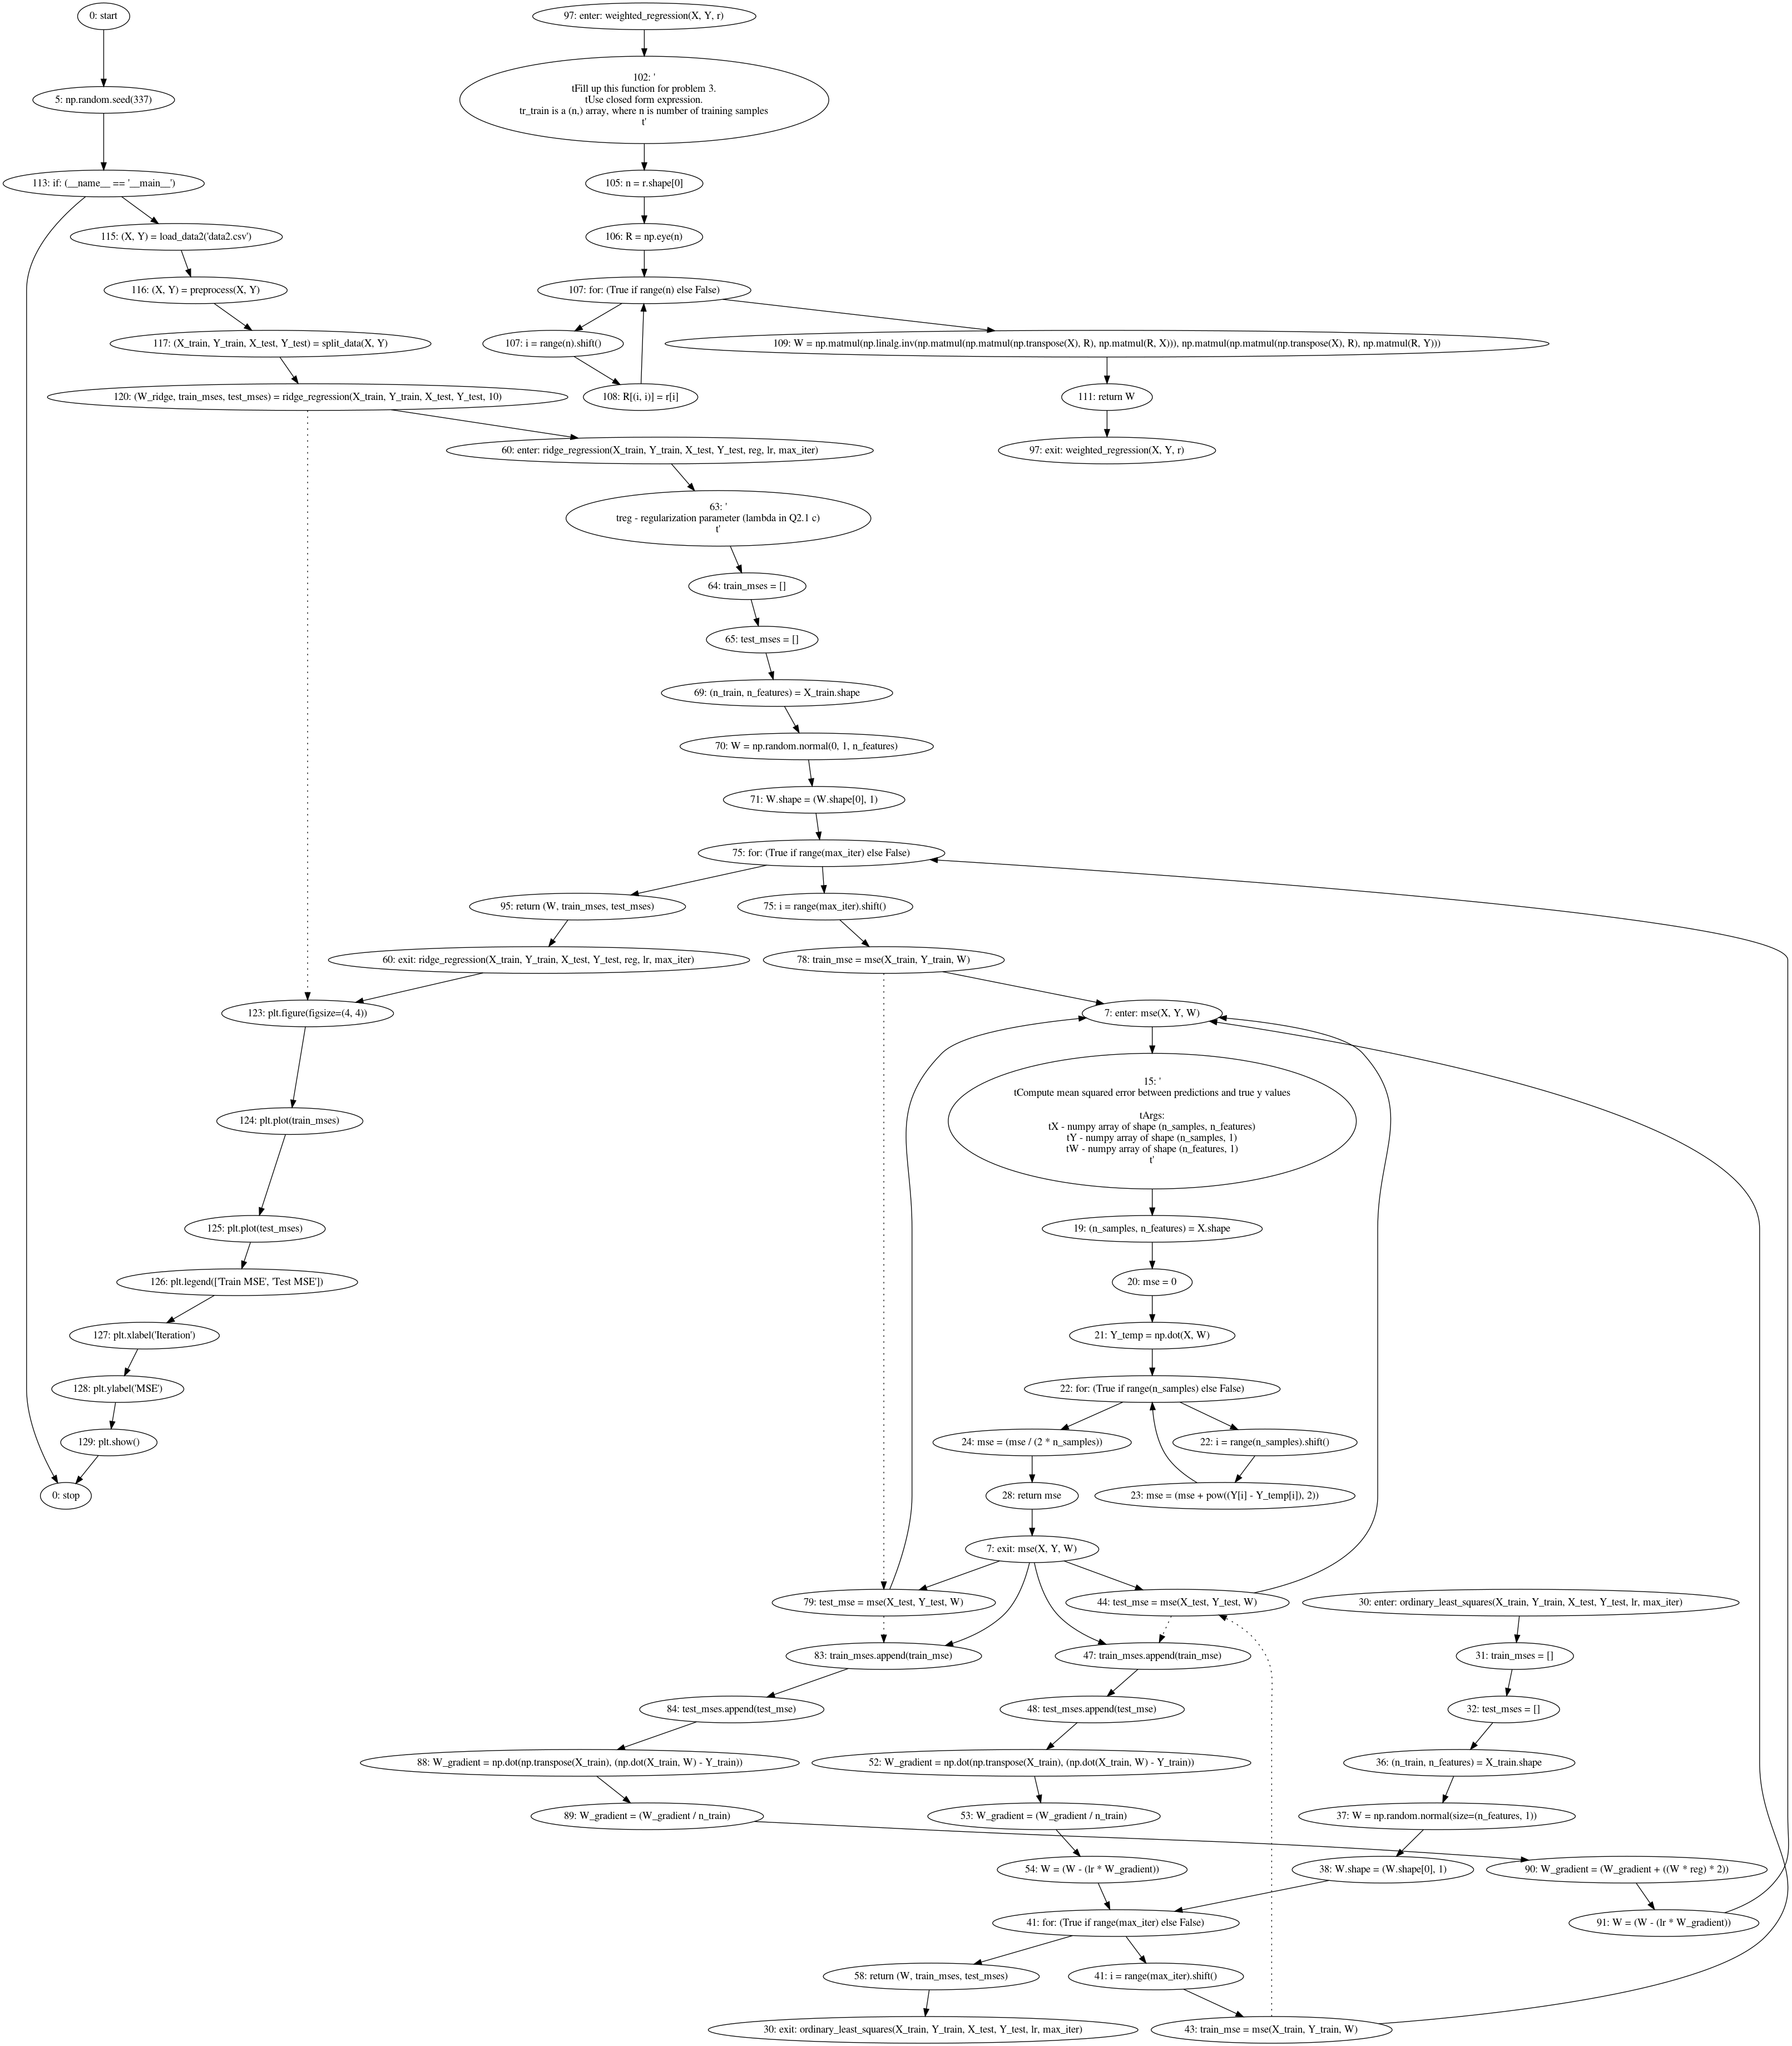 0: start
97: enter: weighted_regression(X, Y, r)
5: np.random.seed(337)
102: '
tFill up this function for problem 3.
tUse closed form expression.
tr_train is a (n,) array, where n is number of training samples
t'
113: if: (__name__ == '__main__')
105: n = r.shape[0]
115: (X, Y) = load_data2('data2.csv')
106: R = np.eye(n)
116: (X, Y) = preprocess(X, Y)
107: for: (True if range(n) else False)
117: (X_train, Y_train, X_test, Y_test) = split_data(X, Y)
107: i = range(n).shift()
109: W = np.matmul(np.linalg.inv(np.matmul(np.matmul(np.transpose(X), R), np.matmul(R, X))), np.matmul(np.matmul(np.transpose(X), R), np.matmul(R, Y)))
120: (W_ridge, train_mses, test_mses) = ridge_regression(X_train, Y_train, X_test, Y_test, 10)
108: R[(i, i)] = r[i]
111: return W
60: enter: ridge_regression(X_train, Y_train, X_test, Y_test, reg, lr, max_iter)
97: exit: weighted_regression(X, Y, r)
63: '
treg - regularization parameter (lambda in Q2.1 c)
t'
64: train_mses = []
65: test_mses = []
69: (n_train, n_features) = X_train.shape
70: W = np.random.normal(0, 1, n_features)
71: W.shape = (W.shape[0], 1)
75: for: (True if range(max_iter) else False)
95: return (W, train_mses, test_mses)
75: i = range(max_iter).shift()
60: exit: ridge_regression(X_train, Y_train, X_test, Y_test, reg, lr, max_iter)
78: train_mse = mse(X_train, Y_train, W)
123: plt.figure(figsize=(4, 4))
7: enter: mse(X, Y, W)
124: plt.plot(train_mses)
15: '
tCompute mean squared error between predictions and true y values
tArgs:
tX - numpy array of shape (n_samples, n_features)
tY - numpy array of shape (n_samples, 1)
tW - numpy array of shape (n_features, 1)
t'
125: plt.plot(test_mses)
19: (n_samples, n_features) = X.shape
126: plt.legend(['Train MSE', 'Test MSE'])
20: mse = 0
127: plt.xlabel('Iteration')
21: Y_temp = np.dot(X, W)
128: plt.ylabel('MSE')
22: for: (True if range(n_samples) else False)
129: plt.show()
24: mse = (mse / (2 * n_samples))
22: i = range(n_samples).shift()
0: stop
28: return mse
23: mse = (mse + pow((Y[i] - Y_temp[i]), 2))
7: exit: mse(X, Y, W)
79: test_mse = mse(X_test, Y_test, W)
44: test_mse = mse(X_test, Y_test, W)
30: enter: ordinary_least_squares(X_train, Y_train, X_test, Y_test, lr, max_iter)
83: train_mses.append(train_mse)
47: train_mses.append(train_mse)
31: train_mses = []
84: test_mses.append(test_mse)
48: test_mses.append(test_mse)
32: test_mses = []
88: W_gradient = np.dot(np.transpose(X_train), (np.dot(X_train, W) - Y_train))
52: W_gradient = np.dot(np.transpose(X_train), (np.dot(X_train, W) - Y_train))
36: (n_train, n_features) = X_train.shape
89: W_gradient = (W_gradient / n_train)
53: W_gradient = (W_gradient / n_train)
37: W = np.random.normal(size=(n_features, 1))
54: W = (W - (lr * W_gradient))
38: W.shape = (W.shape[0], 1)
90: W_gradient = (W_gradient + ((W * reg) * 2))
41: for: (True if range(max_iter) else False)
91: W = (W - (lr * W_gradient))
58: return (W, train_mses, test_mses)
41: i = range(max_iter).shift()
30: exit: ordinary_least_squares(X_train, Y_train, X_test, Y_test, lr, max_iter)
43: train_mse = mse(X_train, Y_train, W)